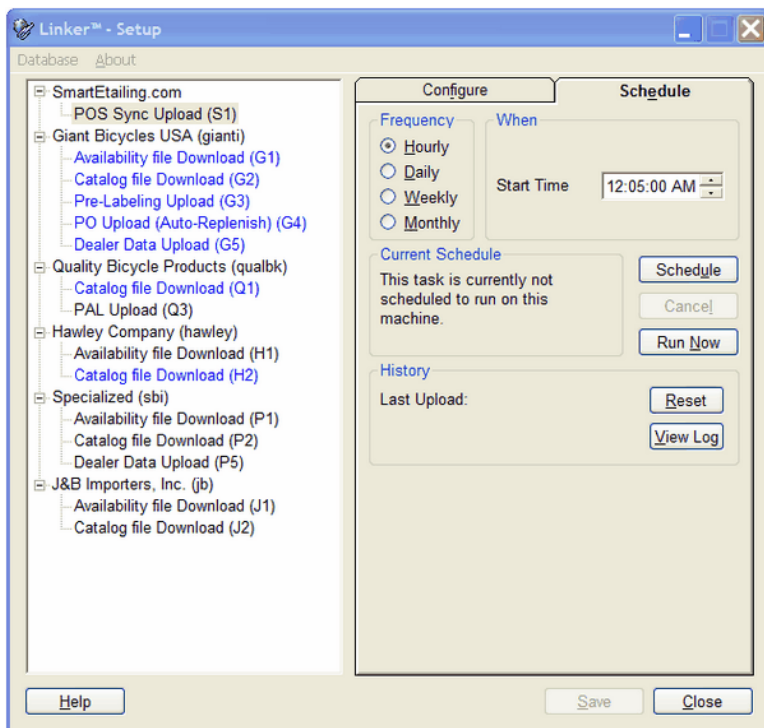 Linker™ - Setup
Database About
SmartEtailing.com
POS Sync Upload (S1)
Giant Bicycles USA (gianti)
Availability file Download (G1)
Catalog file Download (G2)
Pre-Labeling Upload (G3)
PO Upload (Auto-Replenish) (G4)
Dealer Data Upload (G5)
Quality Bicycle Products (qualbk)
Catalog file Download (Q1)
PAL Upload (Q3)
Hawley Company (hawley)
Availability file Download (H1)
Catalog file Download (H2)
Specialized (sbi)
Availability file Download (P1)
Catalog file Download (P2)
Dealer Data Upload (P5)
J&B Importers, Inc. (jb)
Availability file Download (J1)
Catalog file Download (J2)
Configure Schedule
Frequency
Hourly
Daily
Weekly
Monthly
When
Start Time 12:05:00 AM
Current Schedule
This task is currently not
scheduled to run on this
machine.
Schedule
Cancel
Run Now
History
Last Upload:
Reset
View Log
Help Save Close